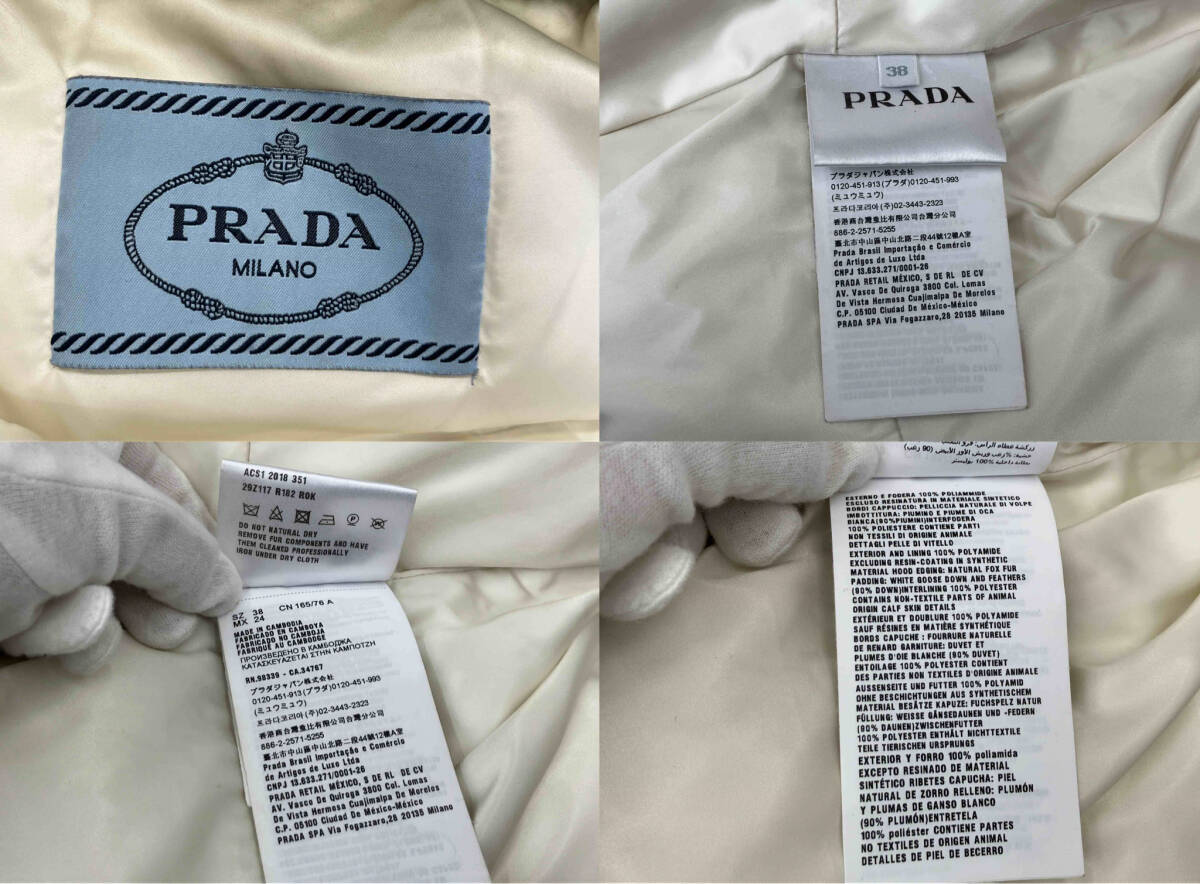 PRADA
MILANO
38
PRADA
プラダジャパン株式会社
0120-451-913(プラダ)0120-451-993
(ミュウミュウ)
프라다코리아(주)02-3443-2323
香港商台灣普比有限公司台灣分公司
886-2-2571-5255
臺北市中山區中山北路二段44號12樓A室
Prada Brasil Importação e Comércio
de Artigos de Luxo Ltda
CNPJ 13.633.271/0001-26
PRADA RETAIL MÉXICO, S DE RL DE CV
AV. Vasco De Quiroga 3800 Col. Lomas
De Vista Hermosa Cuajimalpa De Morelos
C.P. 05100 Ciudad De México-México
PRADA SPA Via Fogazzaro,28 20135 Milano
ACS1 2018 351
29Z117 R182 R0K
DO NOT NATURAL DRY
REMOVE FUR COMPONENTS AND HAVE
THEM CLEANED PROFESSIONALLY
IRON UNDER DRY CLOTH
SZ 38 CN 165/76 A
MX 24
MADE IN CAMBODIA
FABRICADO EN CAMBOYA
FABRICADO NO CAMBOJA
FABRIQUÉ AU CAMBODGE
ПРОИЗВЕДЕНО В КАМБОДЖА
ΚΑΤΑΣΚΕΥΑΖΕΤΑΙ ΣΤΗΝ ΚΑΜΠΟΤΖΗ
RN.98339 - CA.34767
プラダジャパン株式会社
0120-451-913(プラダ)0120-451-993
(ミュウミュウ)
프라다코리아(주)02-3443-2323
香港商台灣普比有限公司台灣分公司
886-2-2571-5255
臺北市中山區中山北路二段44號12樓A室
Prada Brasil Importação e Comércio
de Artigos de Luxo Ltda
CNPJ 13.633.271/0001-26
PRADA RETAIL MÉXICO, S DE RL DE CV
AV. Vasco De Quiroga 3800 Col. Lomas
De Vista Hermosa Cuajimalpa De Morelos
C.P. 05100 Ciudad De México-México
PRADA SPA Via Fogazzaro,28 20135 Milano
بطانة داخلية 100% بوليستر
ESTERNO E FODERA 100% POLIAMMIDE
ESCLUSO RESINATURA IN MATERIALE SINTETICO
BORDI CAPPUCCIO: PELLICCIA NATURALE DI VOLPE
IMBOTTITURA: PIUMINO E PIUME DI OCA
BIANCA(90%PIUMINI)INTERFODERA
100% POLIESTERE CONTIENE PARTI
NON TESSILI DI ORIGINE ANIMALE
DETTAGLI PELLE DI VITELLO
EXTERIOR AND LINING 100% POLYAMIDE
EXCLUDING RESIN-COATING IN SYNTHETIC
MATERIAL HOOD EDGING: NATURAL FOX FUR
PADDING: WHITE GOOSE DOWN AND FEATHERS
(90% DOWN)INTERLINING 100% POLYESTER
CONTAINS NON-TEXTILE PARTS OF ANIMAL
ORIGIN CALF SKIN DETAILS
EXTÉRIEUR ET DOUBLURE 100% POLYAMIDE
SAUF RÉSINES EN MATIÈRE SYNTHÉTIQUE
BORDS CAPUCHE : FOURRURE NATURELLE
DE RENARD GARNITURE: DUVET ET
PLUMES D'OIE BLANCHE (90% DUVET)
ENTOILAGE 100% POLYESTER CONTIENT
DES PARTIES NON TEXTILES D'ORIGINE ANIMALE
AUSSENSEITE UND FUTTER 100% POLYAMID
OHNE BESCHICHTUNGEN AUS SYNTHETISCHEM
MATERIAL BESÄTZE KAPUZE: FUCHSPELZ NATUR
FÜLLUNG: WEISSE GÄNSEDAUNEN UND -FEDERN
(90% DAUNEN)ZWISCHENFUTTER
100% POLYESTER ENTHÄLT NICHTTEXTILE
TEILE TIERISCHEN URSPRUNGS
EXTERIOR Y FORRO 100% poliamida
EXCEPTO RESINADO DE MATERIAL
SINTÉTICO RIBETES CAPUCHA: PIEL
NATURAL DE ZORRO RELLENO: PLUMÓN
Y PLUMAS DE GANSO BLANCO
(90% PLUMÓN)ENTRETELA
100% poliéster CONTIENE PARTES
NO TEXTILES DE ORIGEN ANIMAL
DETALLES DE PIEL DE BECERRO